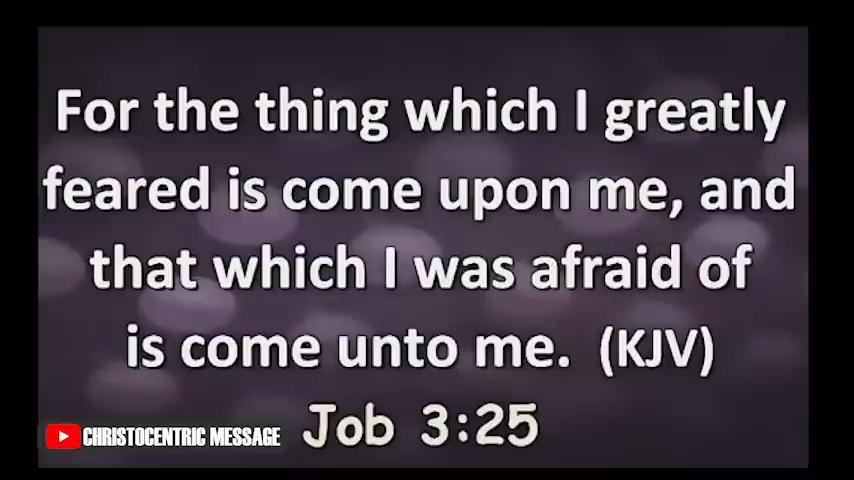 For the thing which I greatly
feared is come upon me, and
that which I was afraid of
is come unto me. (KJV)
Job 3:25
CHRISTOCENTRIC MESSAGE